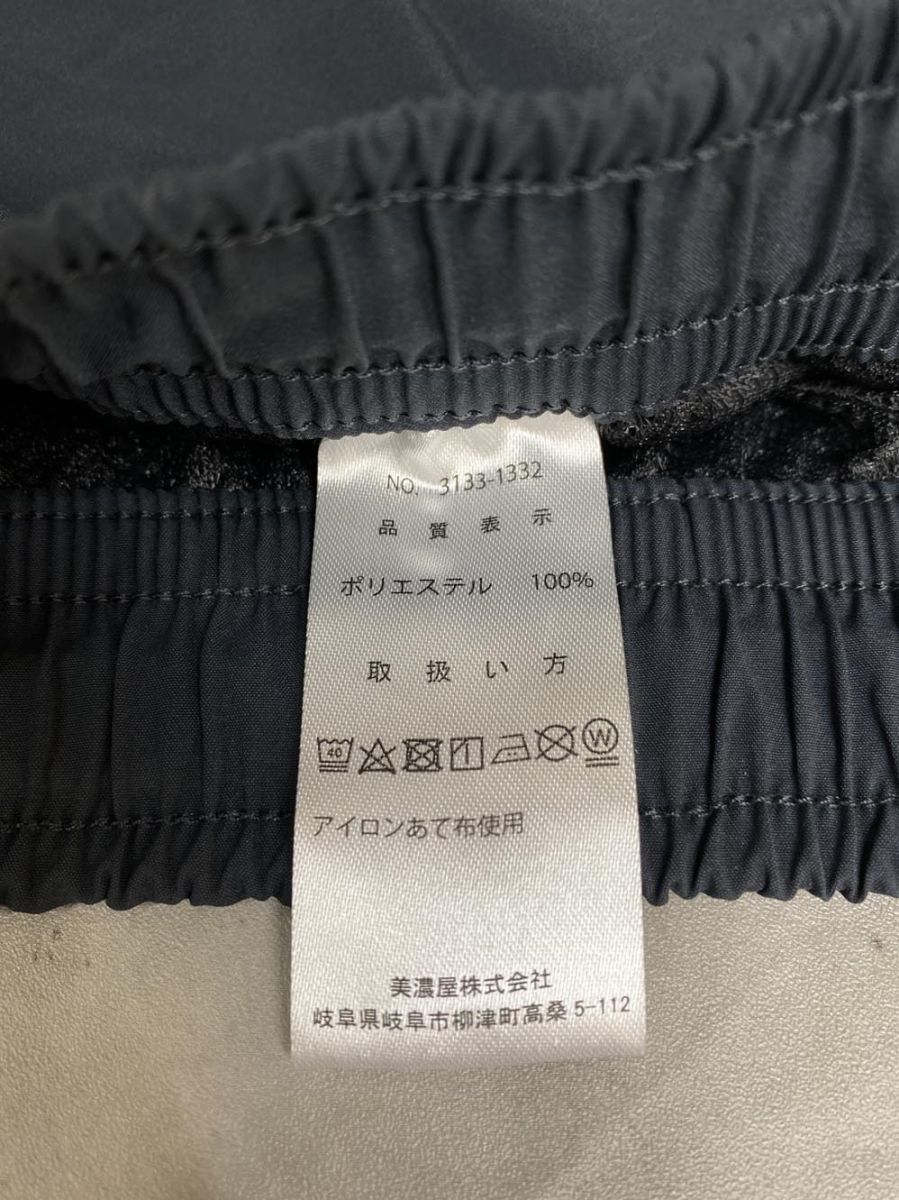 NO. 3133-1332
品質表示
ポリエステル 100%
取扱い方
40 W
アイロンあて布使用
美濃屋株式会社
岐阜県岐阜市柳津町高桑5-112